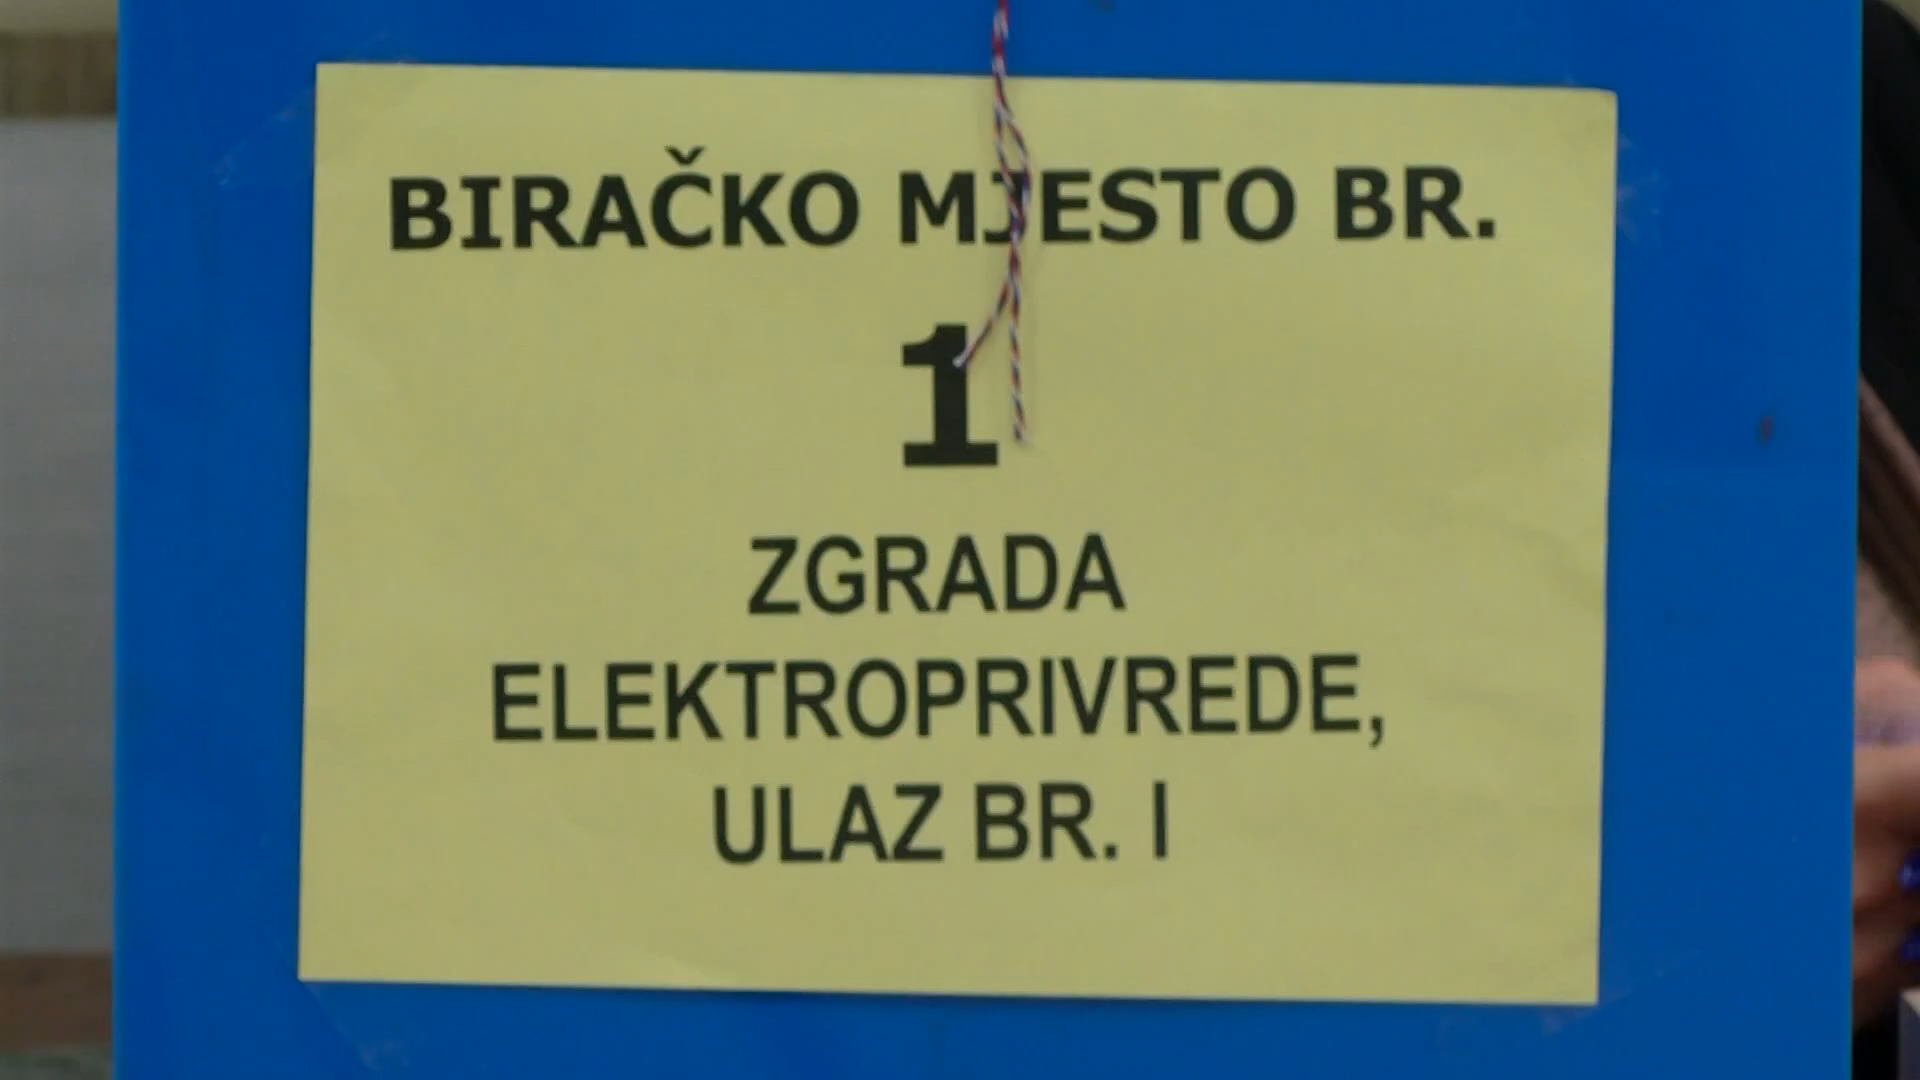 BIRAČKO MJESTO BR.
1
ZGRADA
ELEKTROPRIVREDE,
ULAZ BR. I